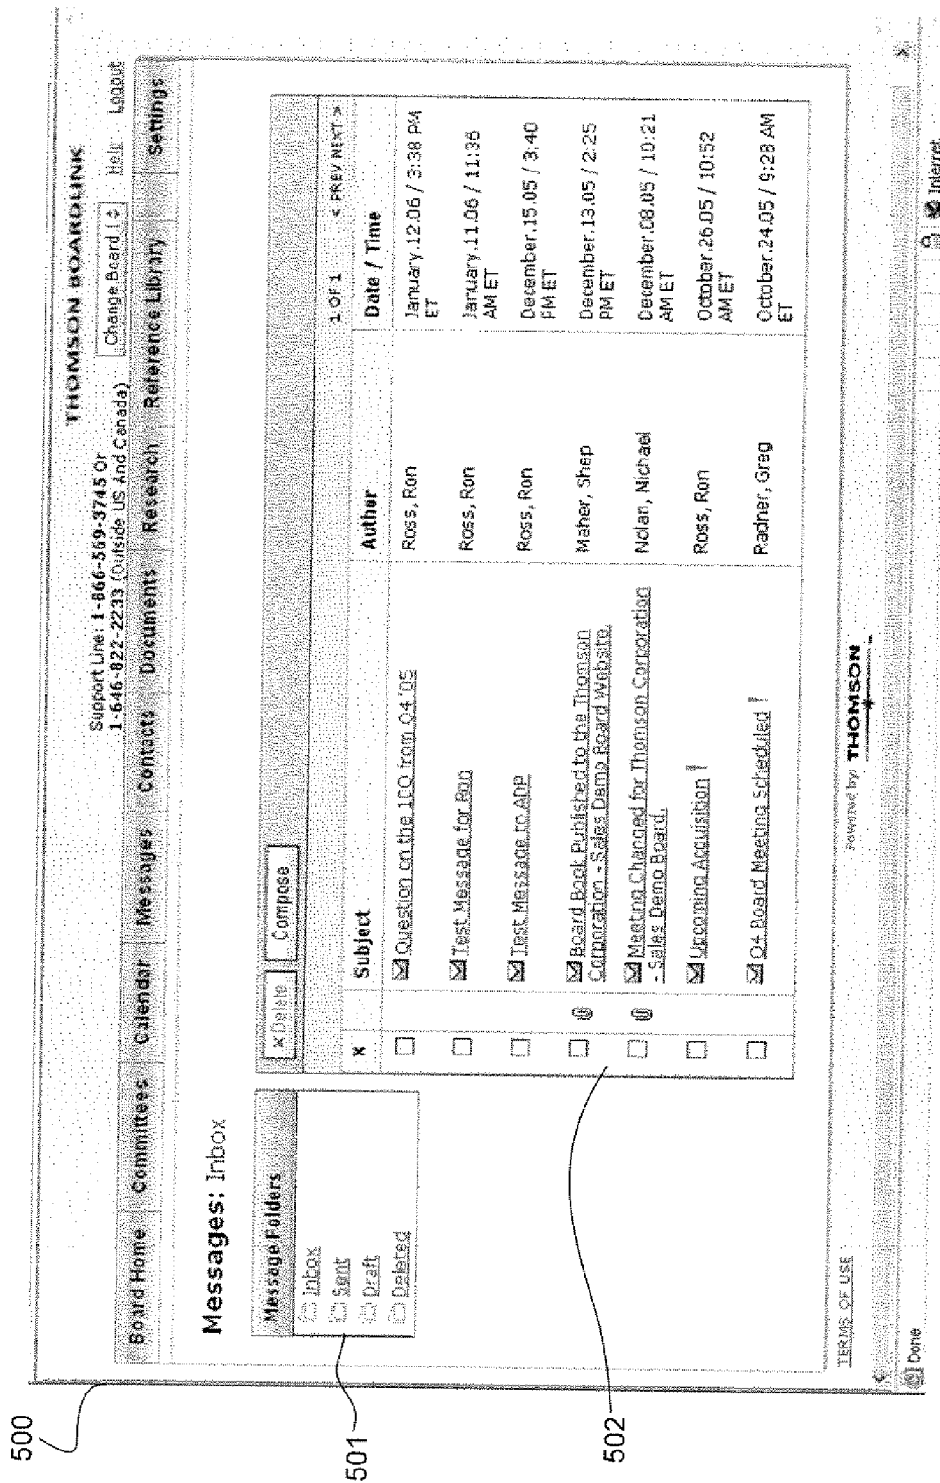 500
501
502
THOMSON BOARDLINK
Support Line: 1-866-569-3745 Or
1-646-822-2233 (Outside US And Canada)
Change Board
Help
Logout
Board Home Committees Calendar Messages Contacts Documents Research Reference Library Settings
Messages: Inbox
Message Folders
Inbox
Sent
Draft
Deleted
x Delete Compose
1 OF 1 < PREV NEXT >
x Subject Author Date / Time
Question on the 10Q from Q4'05 Ross, Ron January.12.06 / 3:38 PM
ET
Test Message for Ron Ross, Ron January.11.06 / 11:36
AM ET
Test Message to ADP Ross, Ron December.15.05 / 3:40
PM ET
Board Book Published to the Thomson Maher, Shep December.13.05 / 2:25
Corporation - Sales Demo Board Website. PM ET
Meeting Changed for Thomson Corporation Nolan, Michael December.08.05 / 10:21
- Sales Demo Board. AM ET
Upcoming Acquisition ! Ross, Ron October.26.05 / 10:52
AM ET
Q4 Board Meeting Scheduled ! Radner, Greg October.24.05 / 9:28 AM
ET
TERMS OF USE
Powered by: THOMSON
Done
Internet